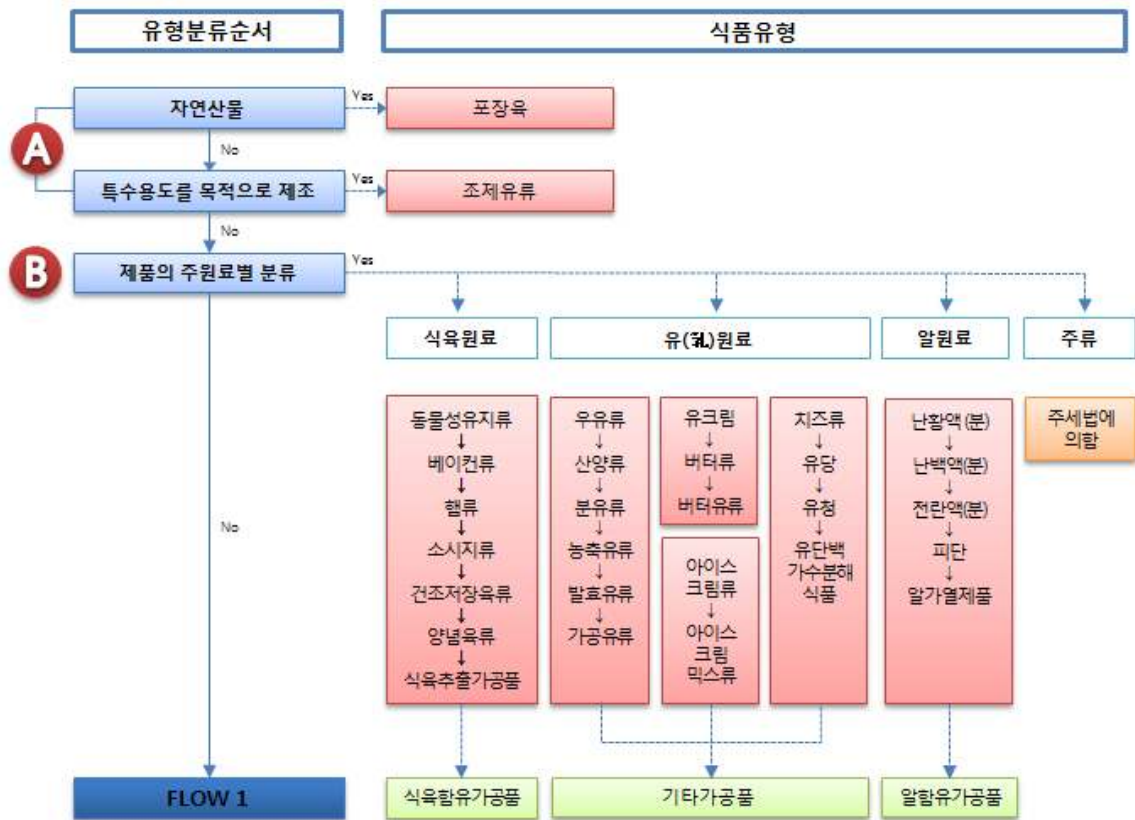 유형분류순서
식품유형
자연산물
Yes
포장육
A
No
특수용도를 목적으로 제조
Yes
조제유류
No
B
제품의 주원료별 분류
Yes
식육원료
유(乳)원료
알원료
주류
동물성유지류
↓
베이컨류
↓
햄류
↓
소시지류
↓
건조저장육류
↓
양념육류
↓
식육추출가공품
우유류
↓
산양류
↓
분유류
↓
농축유류
↓
발효유류
↓
가공유류
유크림
↓
버터류
↓
버터유류
아이스
크림류
↓
아이스
크림
믹스류
치즈류
↓
유당
↓
유청
↓
유단백
가수분해
식품
난황액(분)
↓
난백액(분)
↓
전란액(분)
↓
피단
↓
알가열제품
주세법에
의함
No
FLOW 1
식육함유가공품
기타가공품
알함유가공품